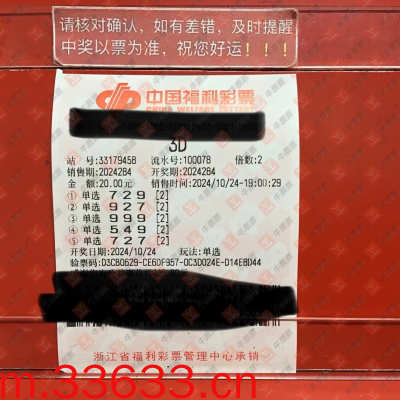 请核对确认，如有差错，及时提醒
中奖以票为准，祝您好运！！！
中国福利彩票
CHINA WELFARE LOTTERY
3D
站 号:33179458 流水号:100078 倍数:2
销售期:2024284 开奖期:2024284
金 额:20.00元 销售时间:2024/10/24-19:00:29
① 单选 7 2 9 [2]
② 单选 9 2 7 [2]
③ 单选 9 9 9 [2]
④ 单选 5 4 9 [2]
⑤ 单选 7 2 7 [2]
开奖日期:2024/10/24 玩法:单选
验票码:D3C80629-CE6DF957-0C3D024E-D14E8D44
浙江省福利彩票管理中心承销
m.33633.cn